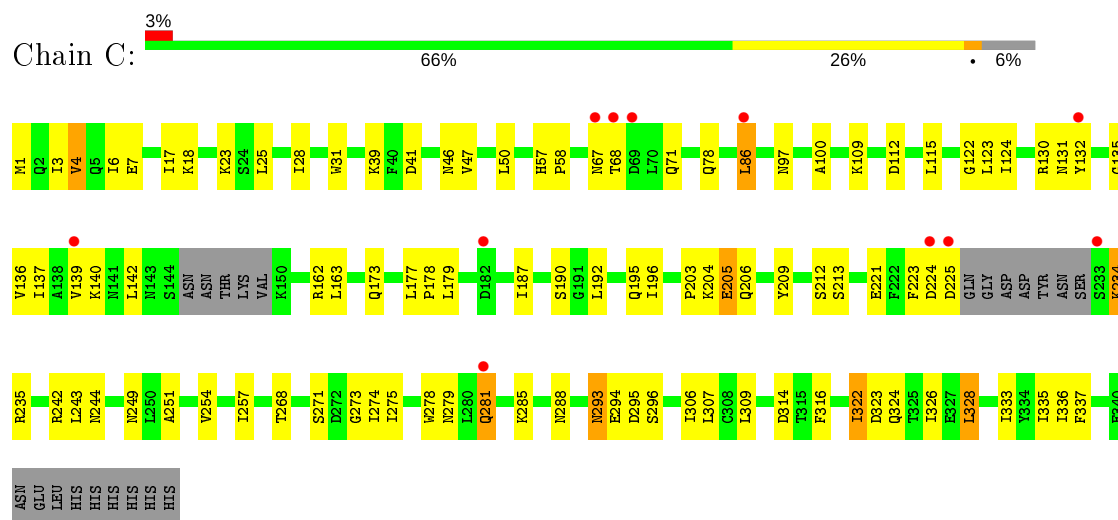 3%
Chain C:
66% 26% • 6%
M1 Q2 I3 V4 Q5 I6 E7 I17 K18 K23 S24 L25 I28 W31 K39 F40 D41 N46 V47 L50 H57 P58 N67 T68 D69 L70 Q71 Q78 L86 N97 A100 K109 D112 L115 G122 L123 I124 R130 N131 Y132 G135
V136 I137 A138 V139 K140 N141 L142 N143 S144 ASN ASN THR LYS VAL K150 R162 L163 Q173 L177 P178 L179 D182 I187 S190 G191 L192 Q195 I196 P203 K204 E205 Q206 Y209 S212 S213 E221 F222 F223 D224 D225 GLN GLY ASP ASP TYR ASN SER S233 K234
R235 R242 L243 N244 N249 L250 A251 V254 I257 T268 S271 D272 G273 I274 I275 W278 N279 L280 Q281 K285 N288 N293 E294 D295 S296 I306 L307 C308 L309 D314 T315 F316 I322 D323 Q324 T325 I326 E327 L328 I333 Y334 I335 I336 F337
ASN GLU LEU HIS HIS HIS HIS HIS HIS